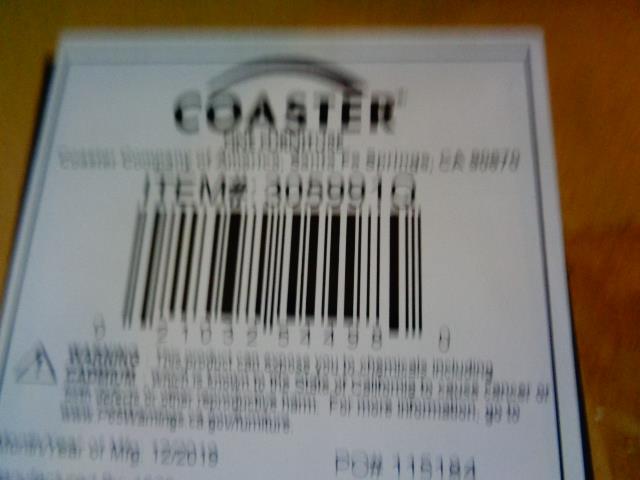 COASTER
FINE FURNITURE
Coaster Company of America, Santa Fe Springs, CA 90670
ITEM#
0 0
WARNING This product can expose you to chemicals including
CADMIUM, which is known to the State of California to cause cancer or
birth defects or other reproductive harm. For more information, go to
www.P65Warnings.ca.gov/furniture.
Month/Year of Mfg. 12/2019
PO#